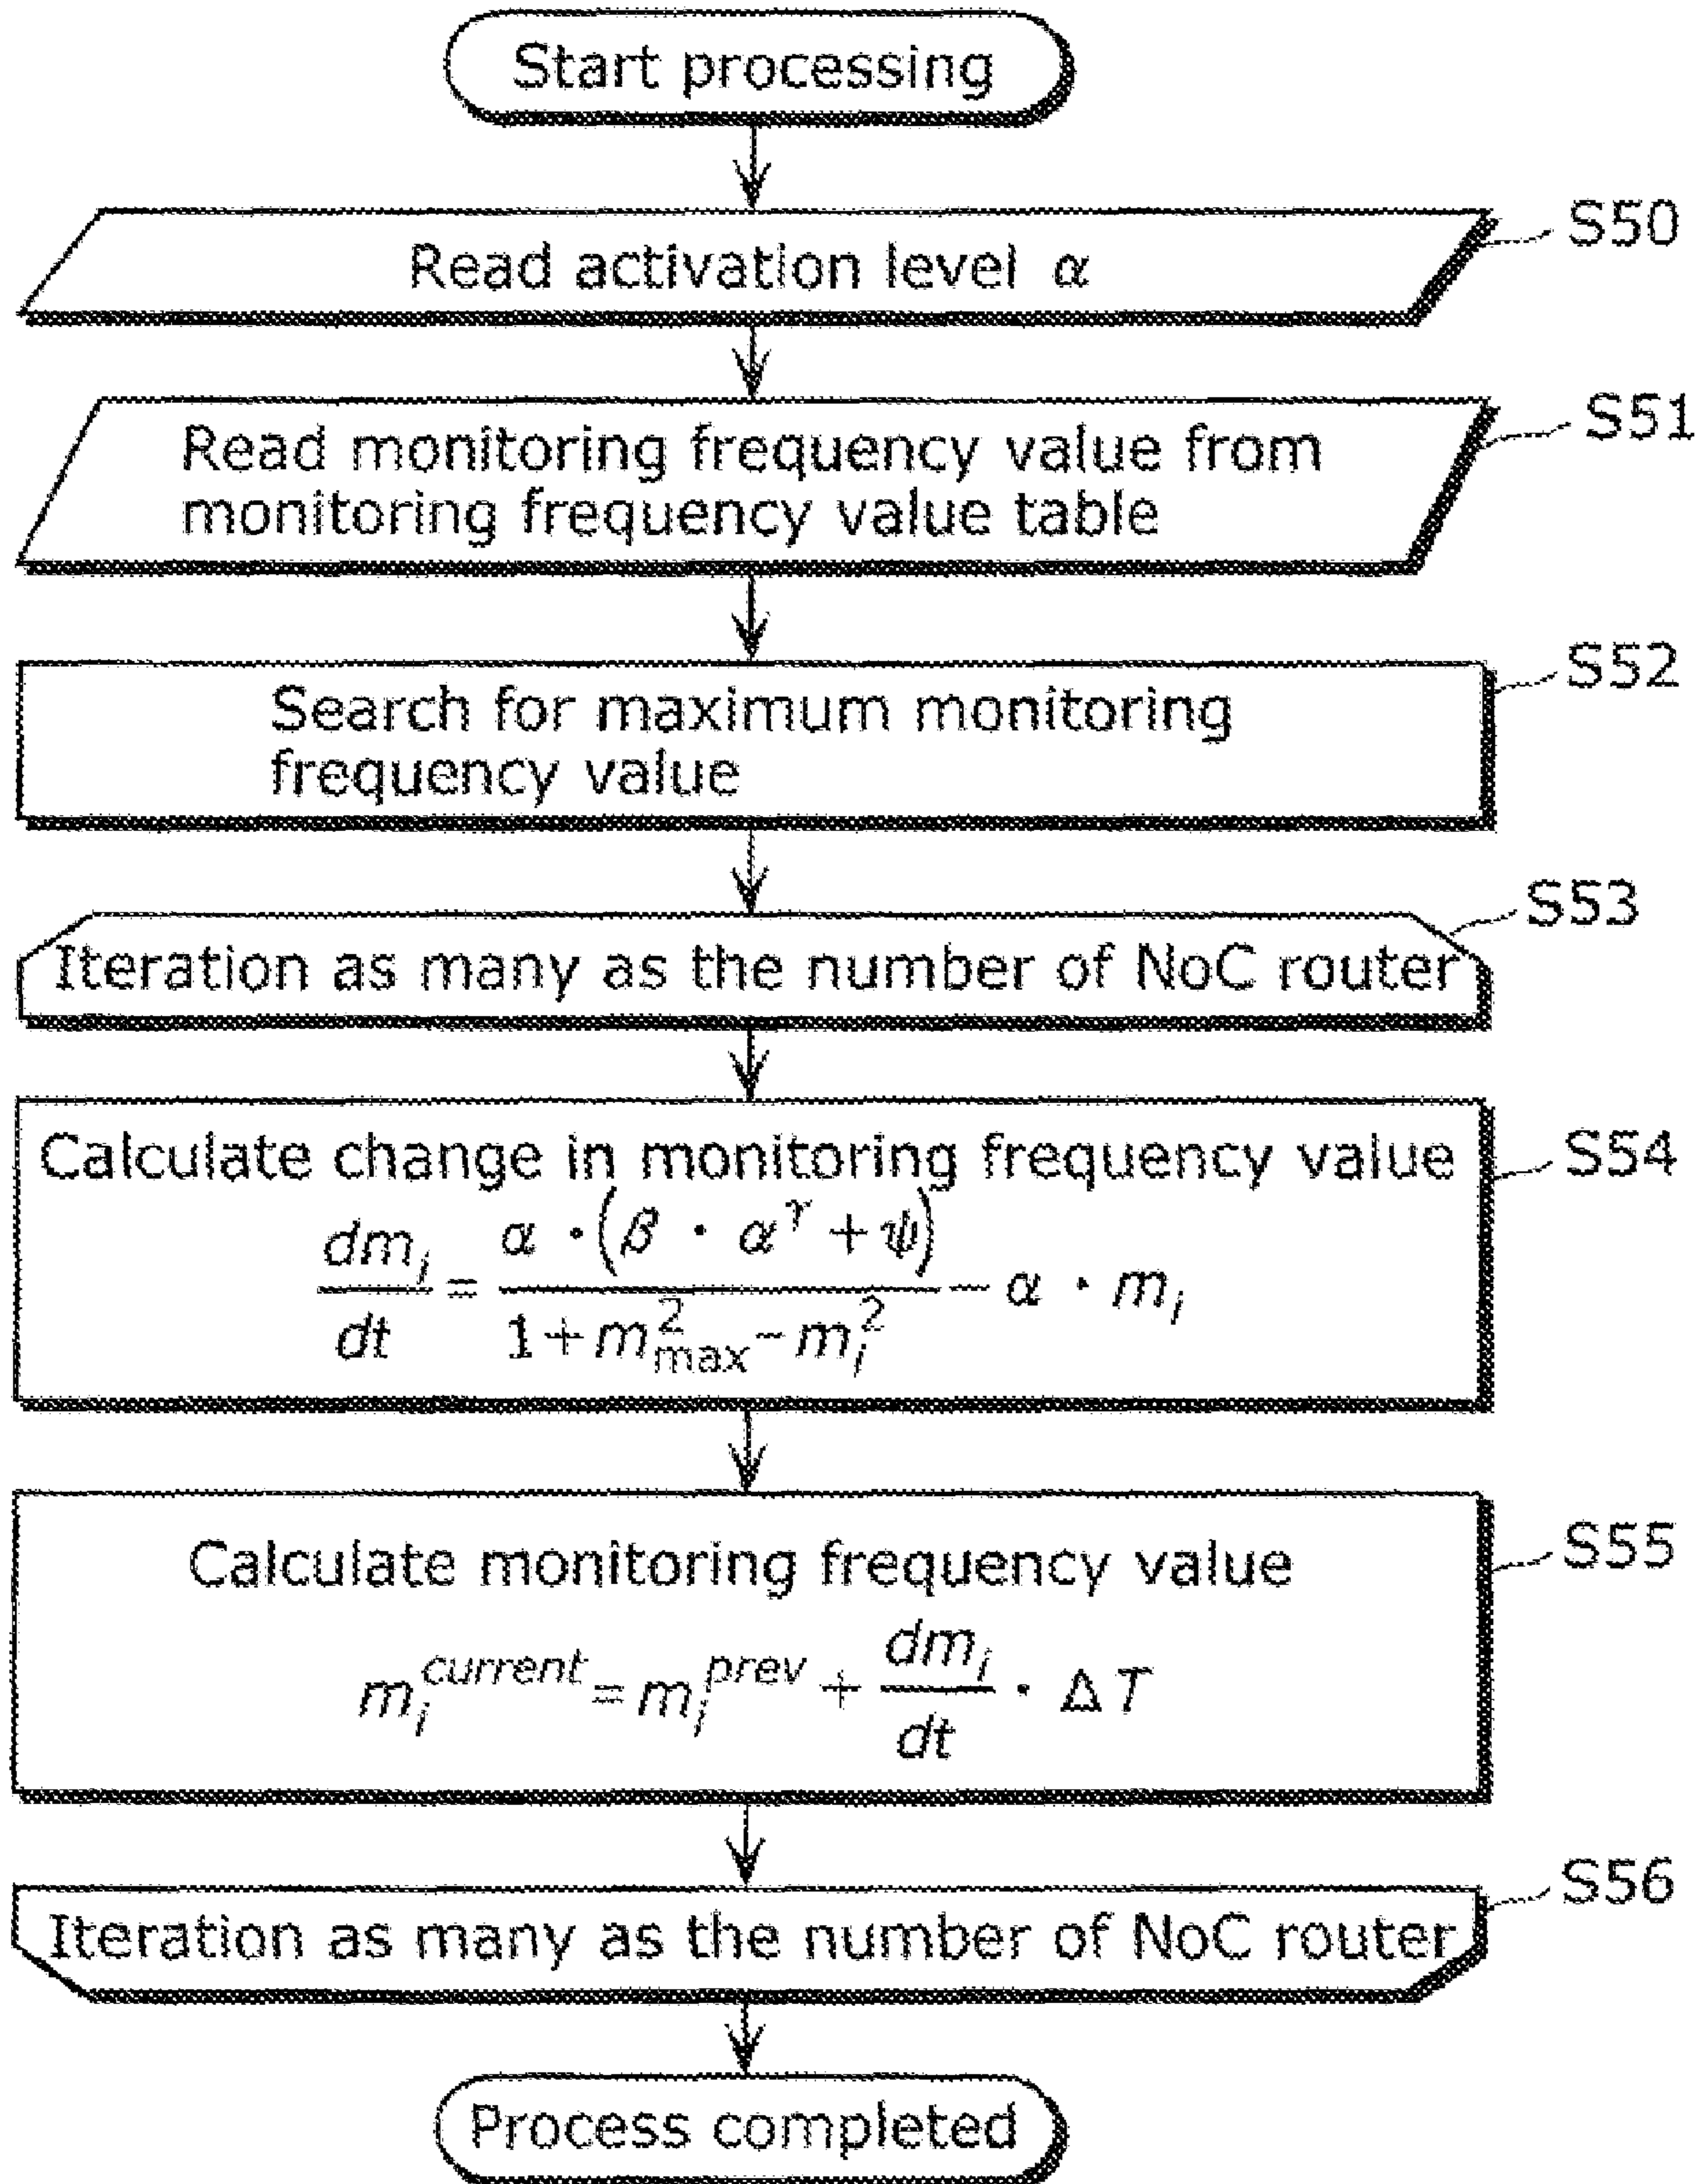 Start processing
Read activation level α
S50
Read monitoring frequency value from
monitoring frequency value table
S51
Search for maximum monitoring
frequency value
S52
Iteration as many as the number of NoC router
S53
Calculate change in monitoring frequency value
dm_i/dt = α · (β · α^γ + ψ) / (1 + m_max^2 - m_i^2) - α · m_i
S54
Calculate monitoring frequency value
m_i^current = m_i^prev + dm_i/dt · Δ T
S55
Iteration as many as the number of NoC router
S56
Process completed